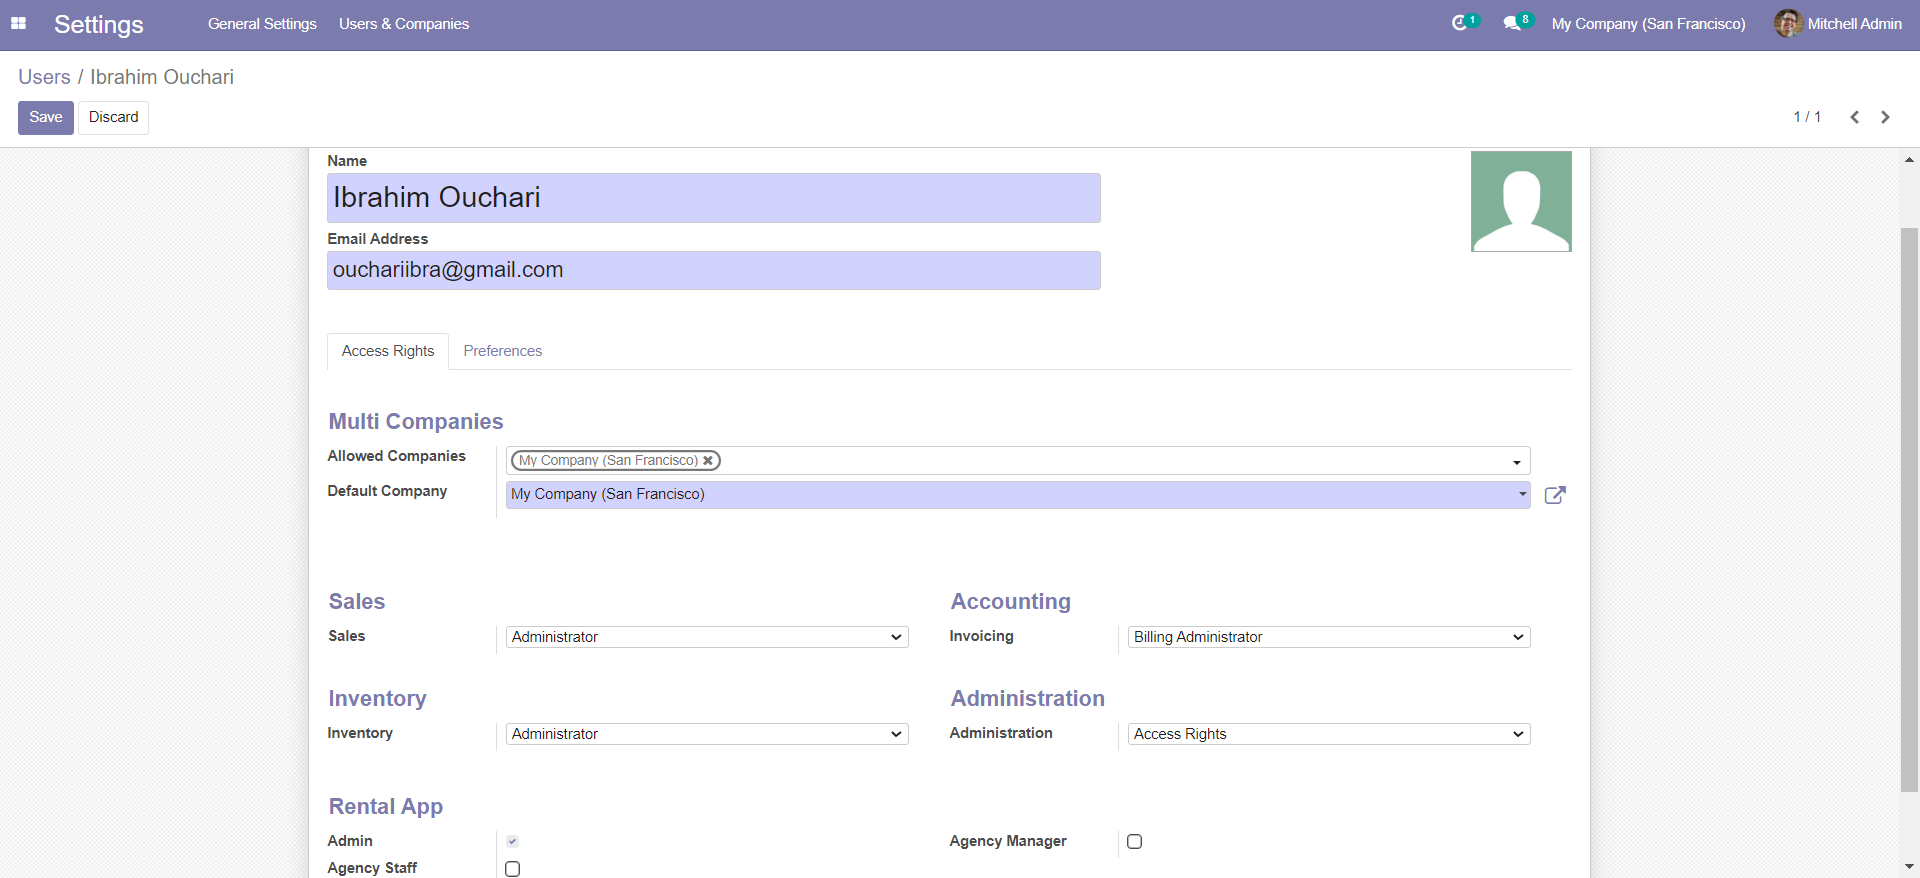 Settings General Settings Users & Companies 1 8 My Company (San Francisco) Mitchell Admin
Users / Ibrahim Ouchari
Save Discard 1 / 1
Name
Ibrahim Ouchari
Email Address
ouchariibra@gmail.com
Access Rights Preferences
Multi Companies
Allowed Companies My Company (San Francisco)
Default Company My Company (San Francisco)
Sales Accounting
Sales Administrator Invoicing Billing Administrator
Inventory Administration
Inventory Administrator Administration Access Rights
Rental App
Admin Agency Manager
Agency Staff